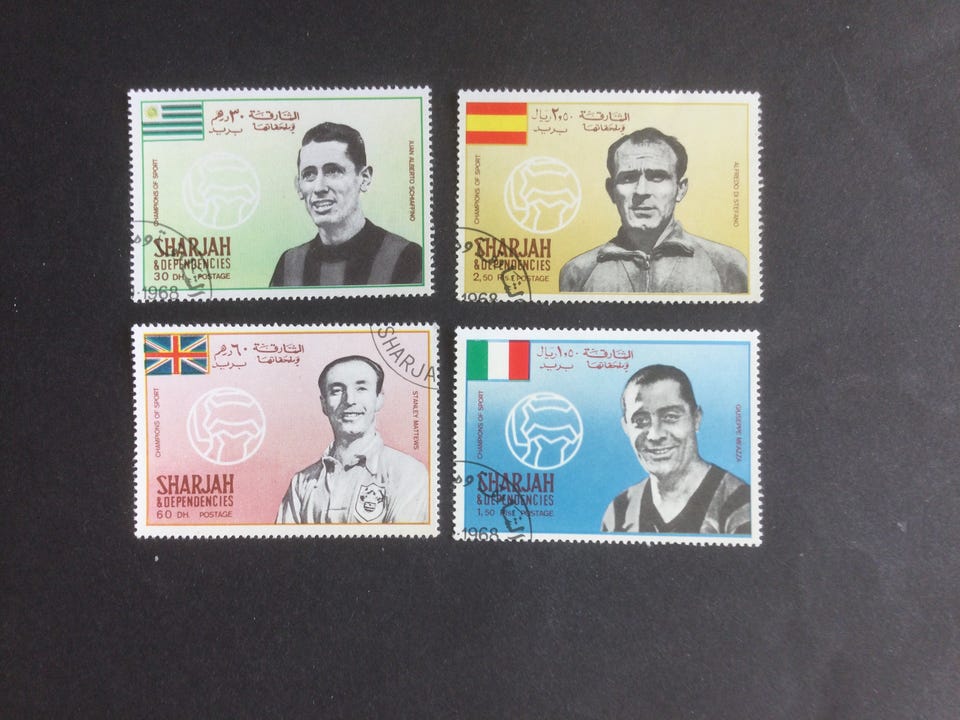 ٣٠ درهم الشارقة
بريد وملحقاتها
CHAMPIONS OF SPORT
JUAN ALBERTO SCHIAFFINO
SHARJAH
& DEPENDENCIES
30 DH. POSTAGE
1968
٢,٥٠ ريال الشارقة
بريد وملحقاتها
CHAMPIONS OF SPORT
ALFREDO DI STEFANO
SHARJAH
& DEPENDENCIES
2,50 Rls. POSTAGE
1968
٦٠ درهم الشارقة
بريد وملحقاتها
SHARJA
CHAMPIONS OF SPORT
STANLEY MATTEWS
SHARJAH
& DEPENDENCIES
60 DH. POSTAGE
١,٥٠ ريال الشارقة
بريد وملحقاتها
CHAMPIONS OF SPORT
GIUSEPPE MEAZZA
SHARJAH
& DEPENDENCIES
1,50 Rls. POSTAGE
1968